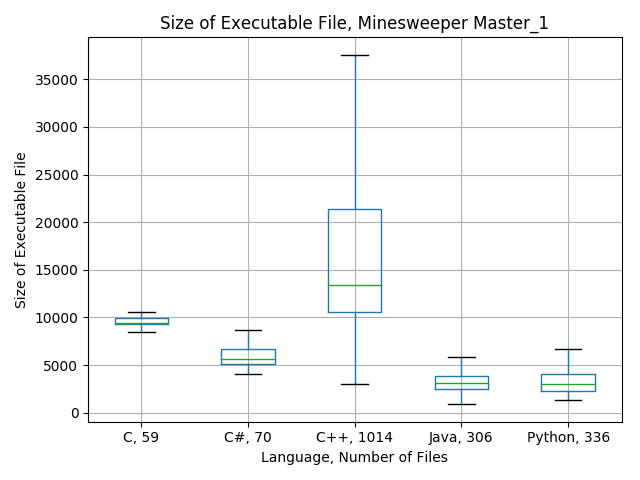 Size of Executable File, Minesweeper Master_1
Size of Executable File
35000
30000
25000
20000
15000
10000
5000
0
C, 59
C#, 70
C++, 1014
Java, 306
Python, 336
Language, Number of Files